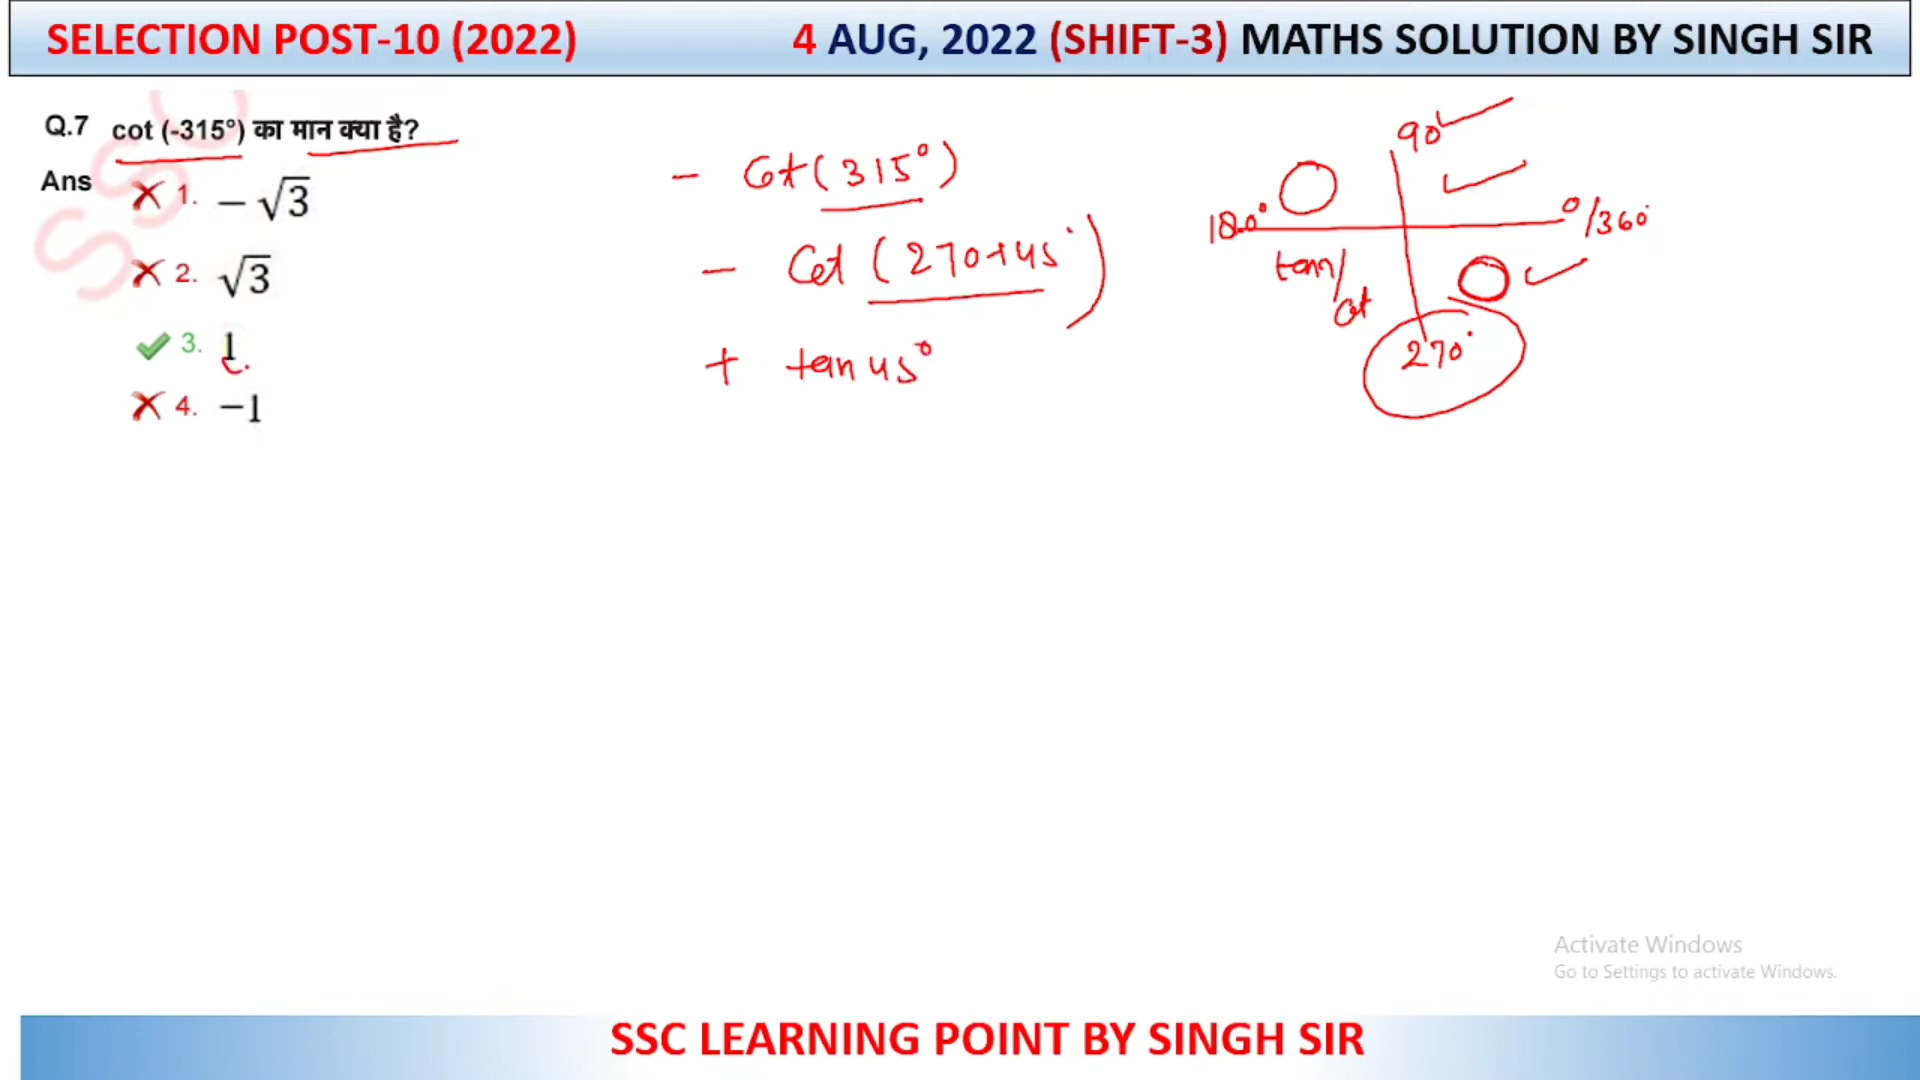 SELECTION POST-10 (2022) 4 AUG, 2022 (SHIFT-3) MATHS SOLUTION BY SINGH SIR
SSC
Q.7 cot (-315°) का मान क्या है?
Ans
1. -√3
2. √3
3. 1
4. -1
- Cot(315°)
- Cot (270+45°)
+ tan 45°
90°
180°
0/360°
tan/
Cot
270°
Activate Windows
Go to Settings to activate Windows.
SSC LEARNING POINT BY SINGH SIR